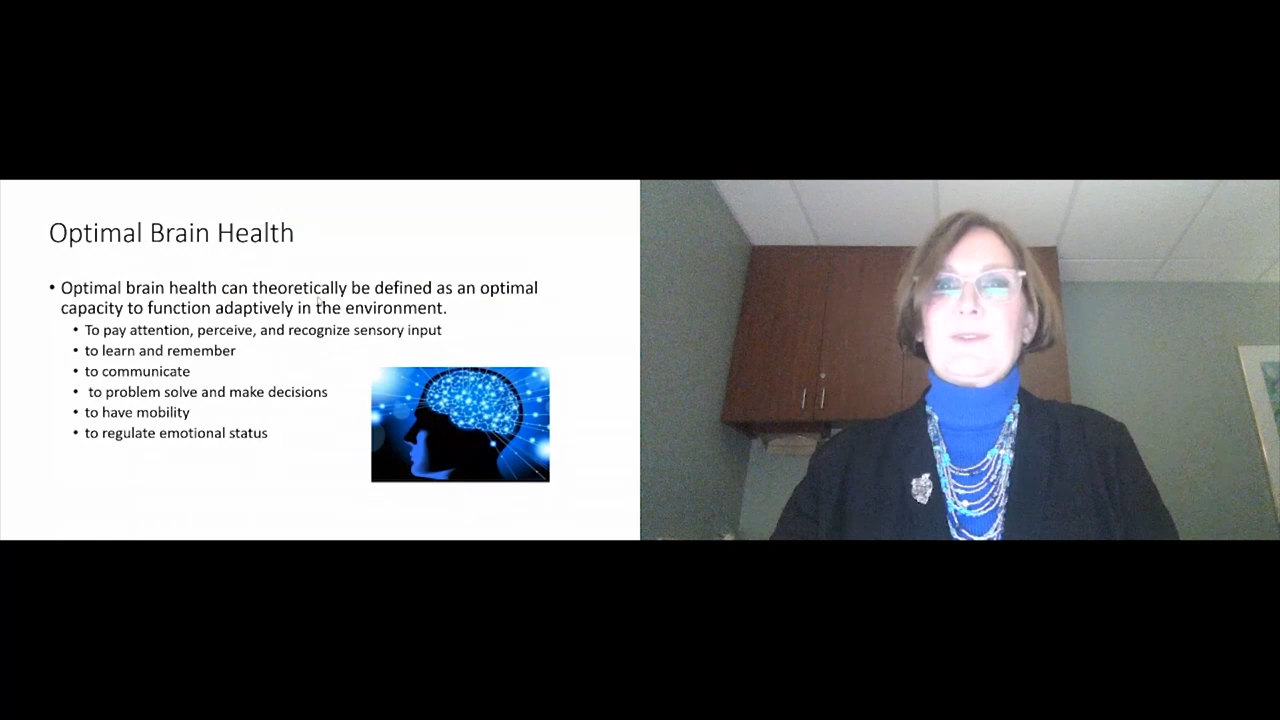 Optimal Brain Health
• Optimal brain health can theoretically be defined as an optimal
capacity to function adaptively in the environment.
• To pay attention, perceive, and recognize sensory input
• to learn and remember
• to communicate
• to problem solve and make decisions
• to have mobility
• to regulate emotional status